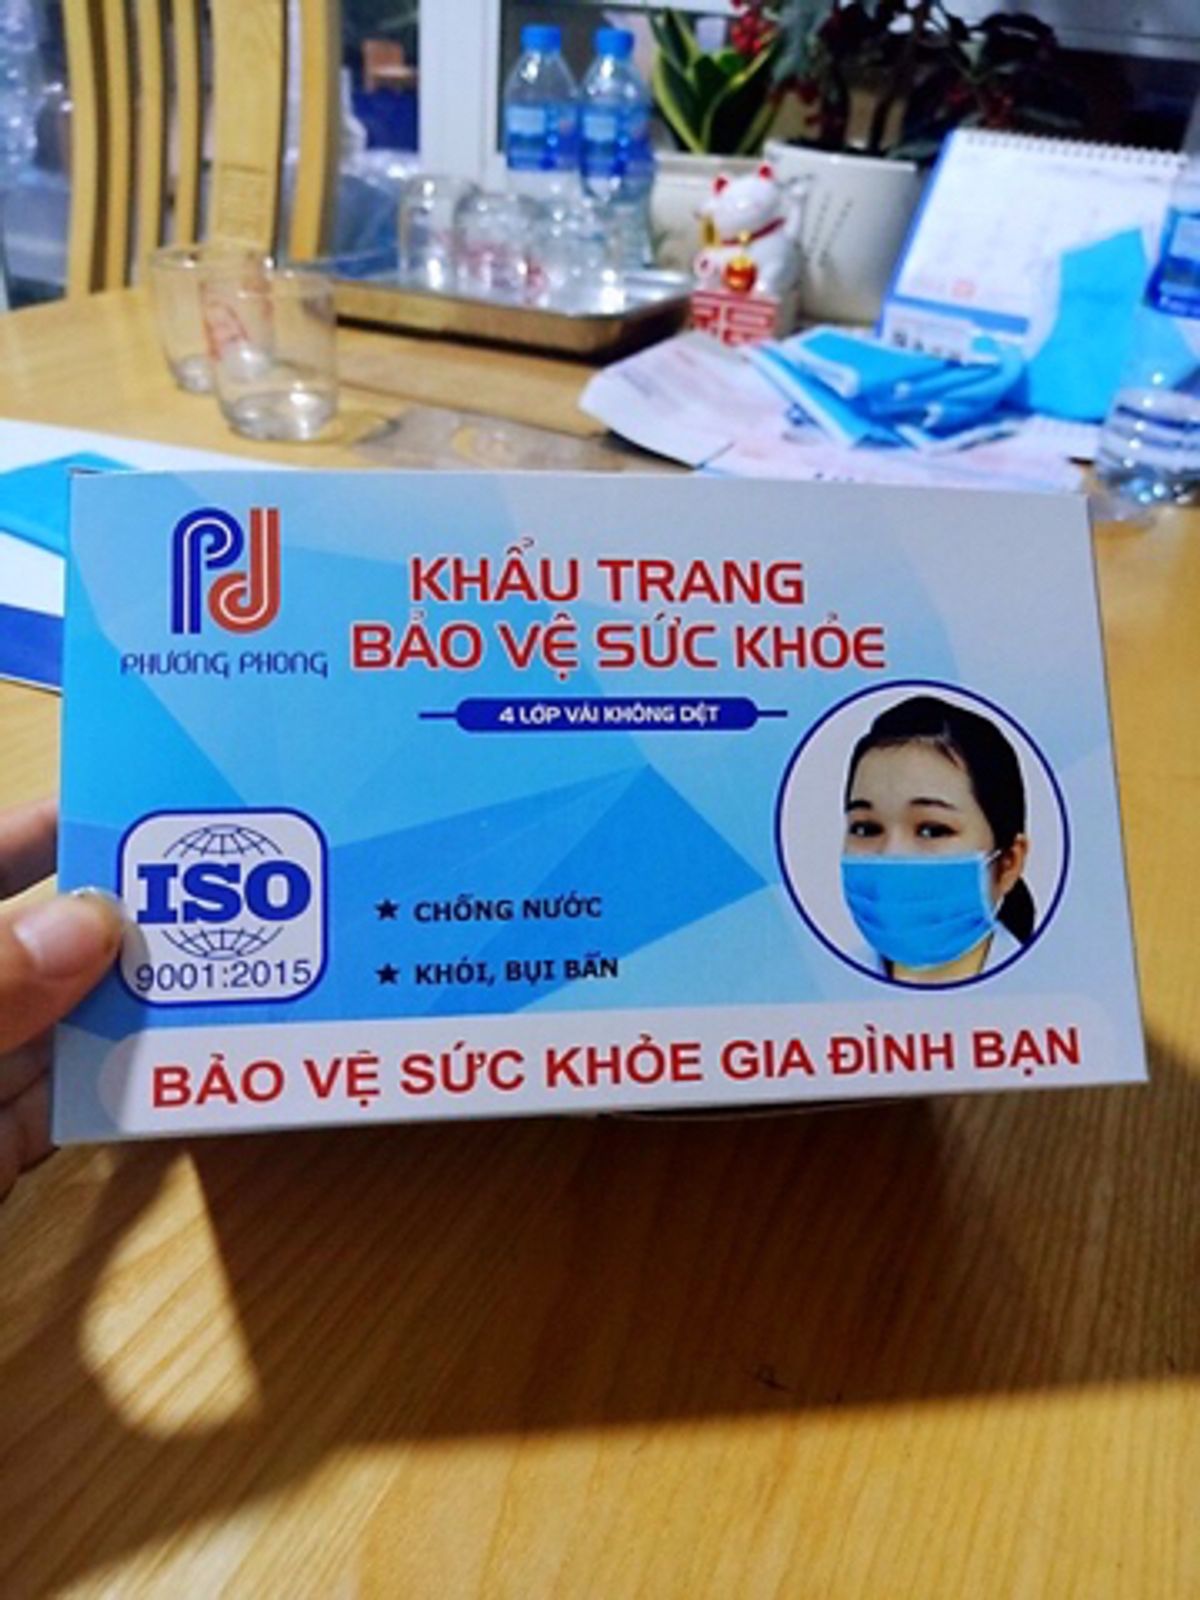 PHƯƠNG PHONG
KHẨU TRANG
BẢO VỆ SỨC KHỎE
4 LỚP VẢI KHÔNG DỆT
ISO
9001:2015
★ CHỐNG NƯỚC
★ KHÓI, BỤI BẨN
BẢO VỆ SỨC KHỎE GIA ĐÌNH BẠN